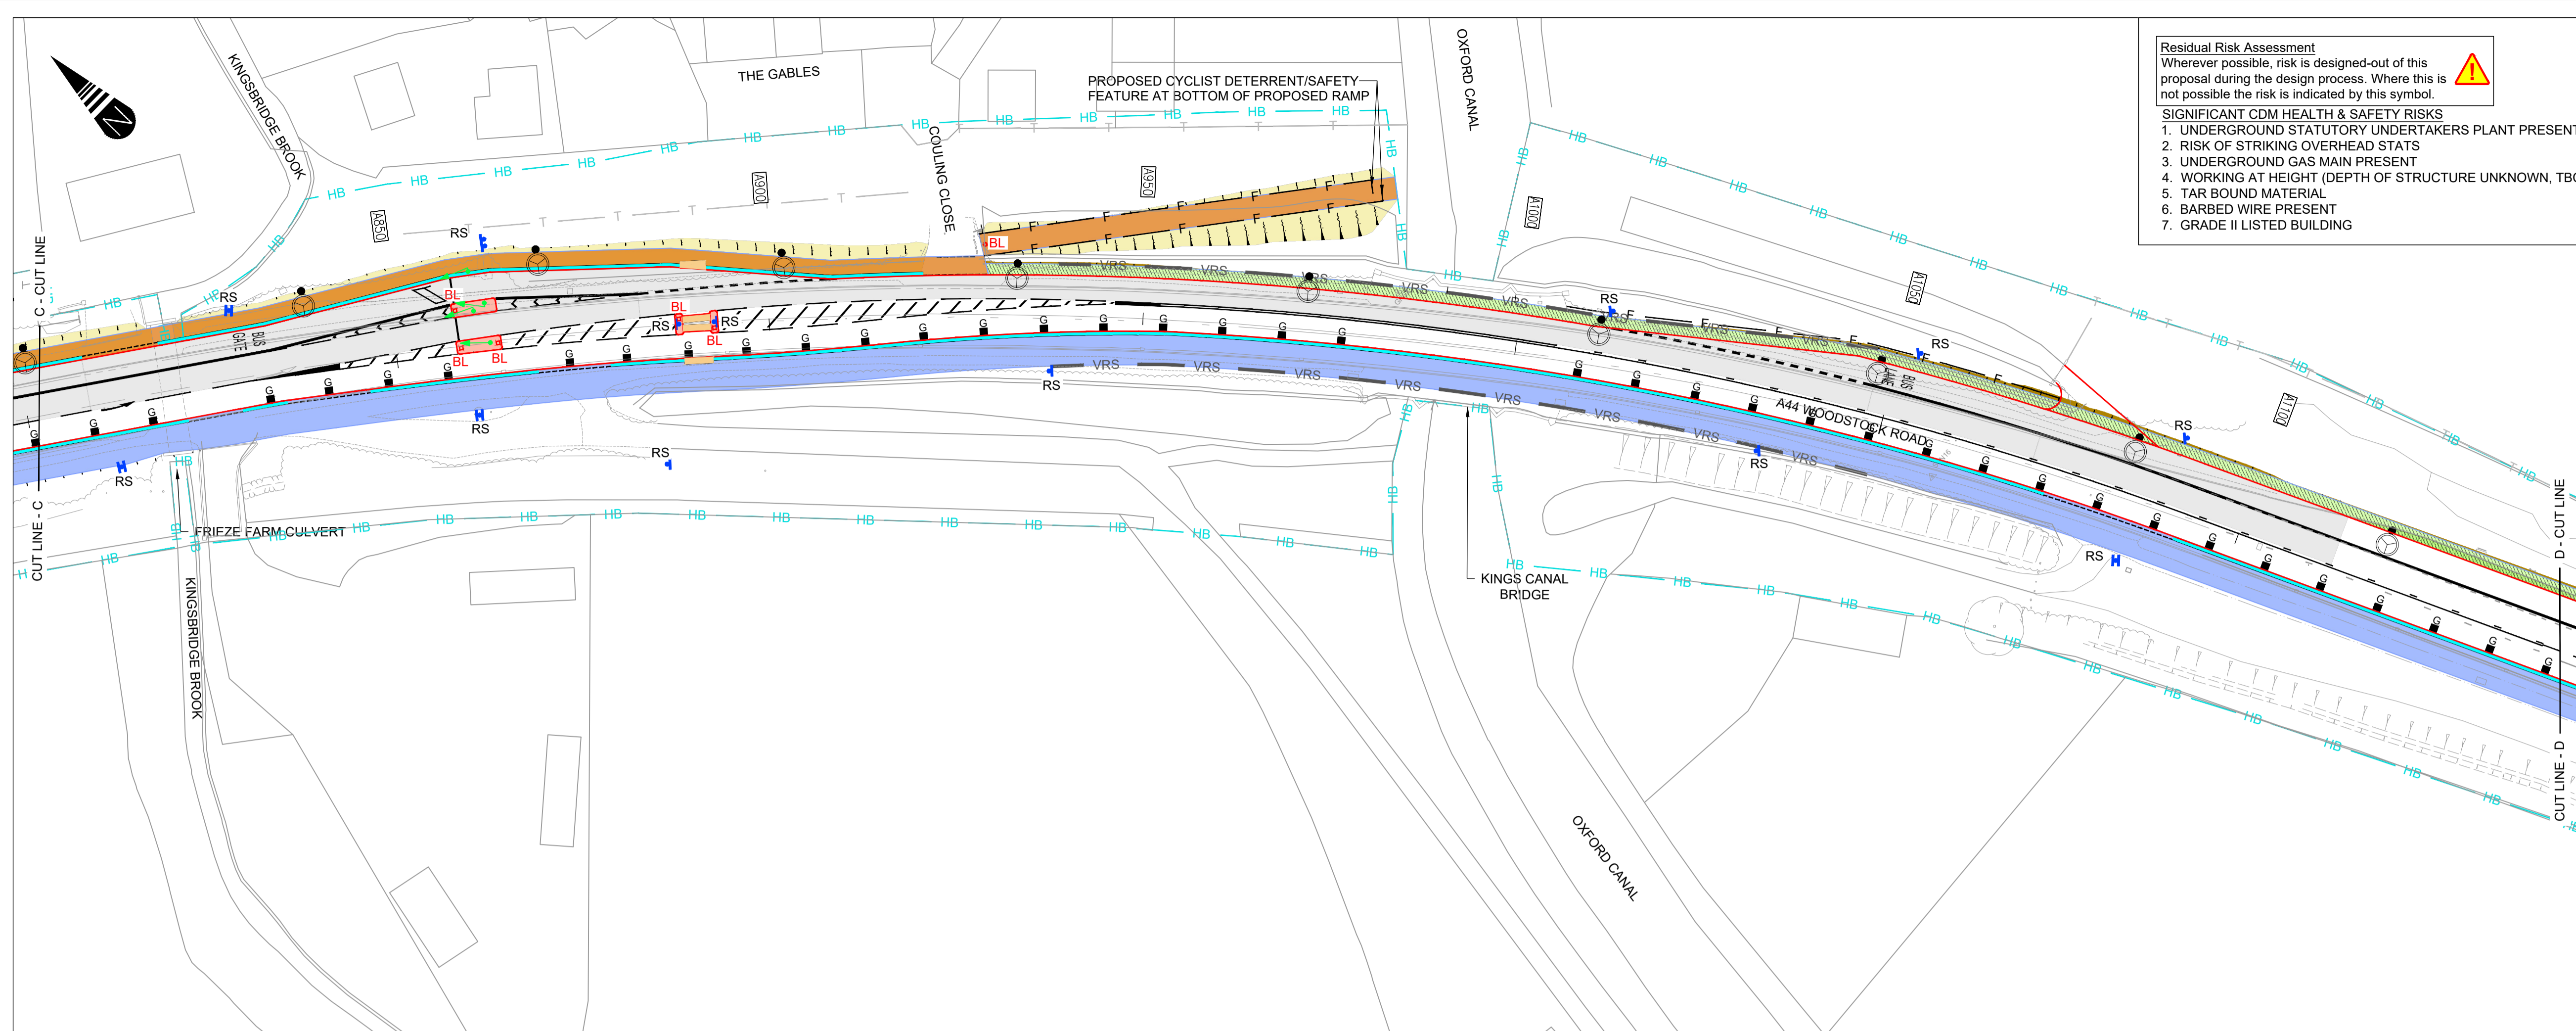 Residual Risk Assessment
Wherever possible, risk is designed-out of this
proposal during the design process. Where this is
not possible the risk is indicated by this symbol.
!
SIGNIFICANT CDM HEALTH & SAFETY RISKS
1. UNDERGROUND STATUTORY UNDERTAKERS PLANT PRESENT
2. RISK OF STRIKING OVERHEAD STATS
3. UNDERGROUND GAS MAIN PRESENT
4. WORKING AT HEIGHT (DEPTH OF STRUCTURE UNKNOWN, TBC
5. TAR BOUND MATERIAL
6. BARBED WIRE PRESENT
7. GRADE II LISTED BUILDING
N
KINGSBRIDGE BROOK
THE GABLES
PROPOSED CYCLIST DETERRENT/SAFETY
FEATURE AT BOTTOM OF PROPOSED RAMP
OXFORD CANAL
COULING CLOSE
A850
A900
A950
A1000
A1050
A1100
C - CUT LINE
CUT LINE - C
BUS
GATE
RS
BL
HB
VRS
F
G
T
BUS
LANE
A44 WOODSTOCK ROAD
FRIEZE FARM CULVERT
KINGSBRIDGE BROOK
KINGS CANAL
BRIDGE
OXFORD CANAL
D - CUT LINE
CUT LINE - D